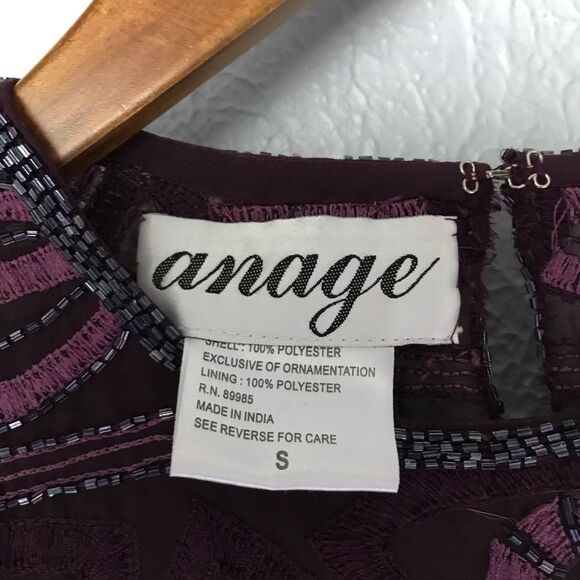 anage
SHELL: 100% POLYESTER
EXCLUSIVE OF ORNAMENTATION
LINING : 100% POLYESTER
R.N. 89985
MADE IN INDIA
SEE REVERSE FOR CARE
S